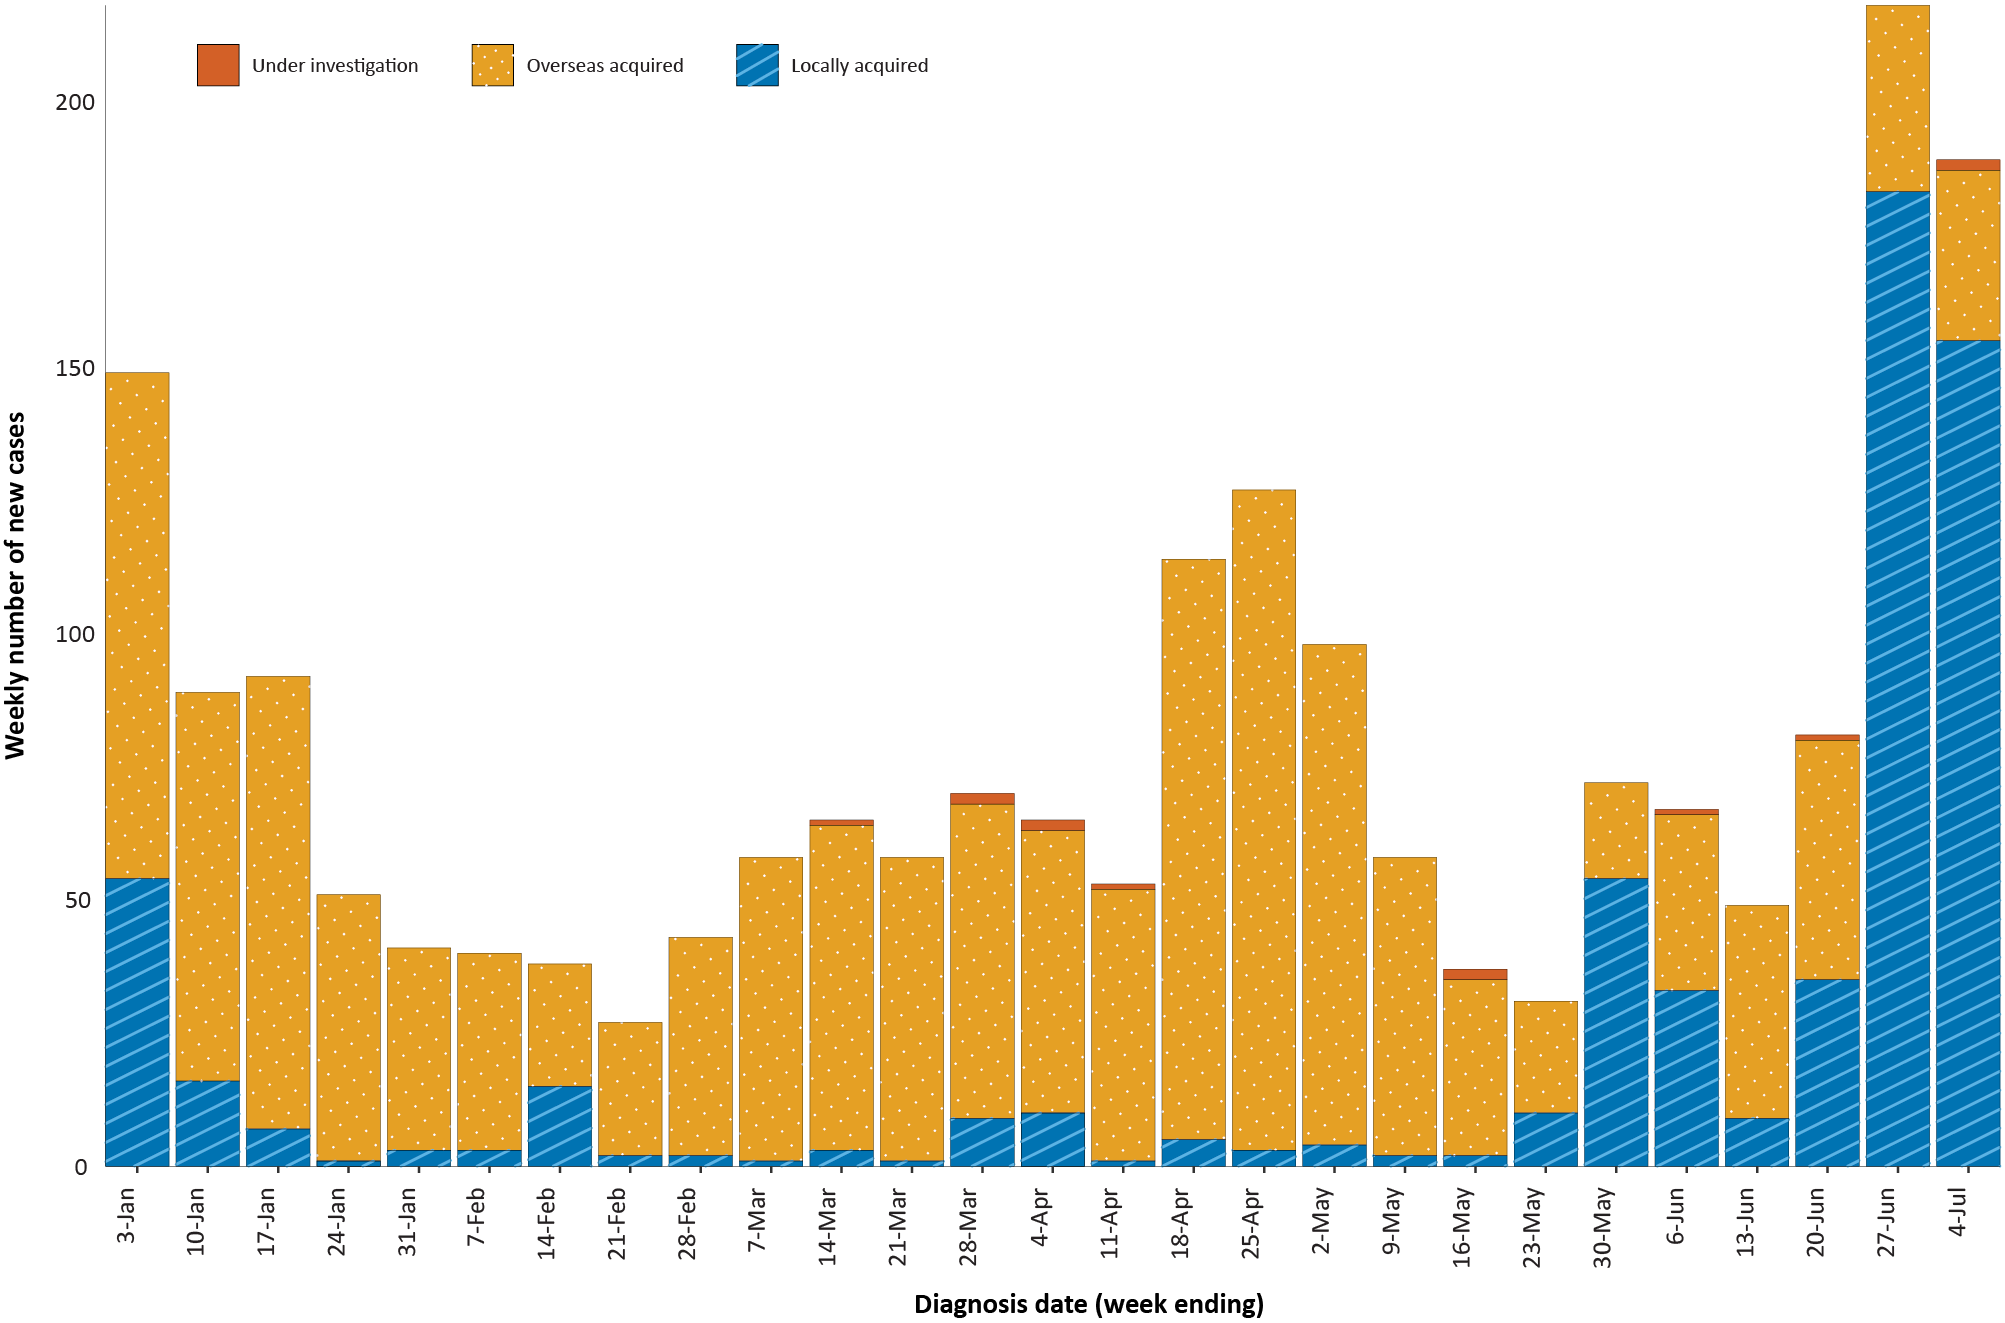 Under investigation
Overseas acquired
Locally acquired
200
150
100
50
0
Weekly number of new cases
3-Jan
10-Jan
17-Jan
24-Jan
31-Jan
7-Feb
14-Feb
21-Feb
28-Feb
7-Mar
14-Mar
21-Mar
28-Mar
4-Apr
11-Apr
18-Apr
25-Apr
2-May
9-May
16-May
23-May
30-May
6-Jun
13-Jun
20-Jun
27-Jun
4-Jul
Diagnosis date (week ending)